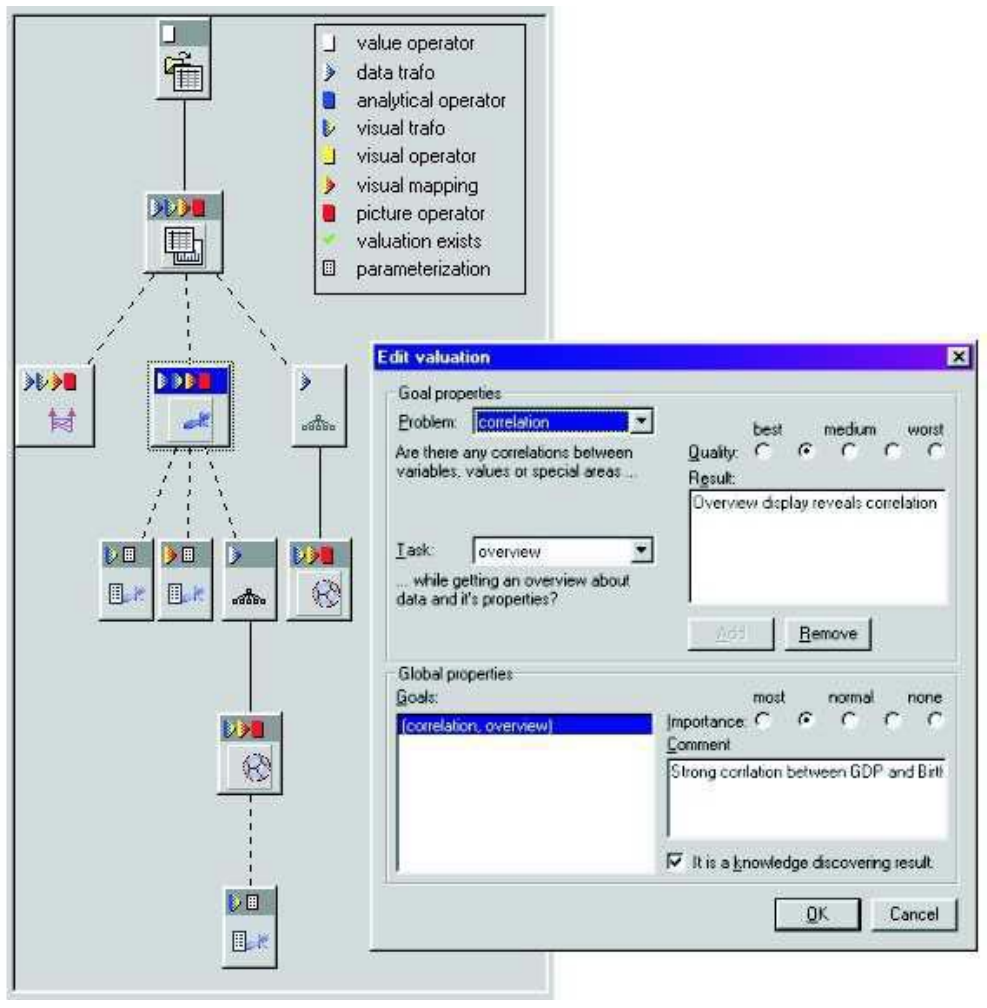 value operator
data trafo
analytical operator
visual trafo
visual operator
visual mapping
picture operator
valuation exists
parameterization
Edit valuation
Goal properties
Problem: correlation
Are there any correlations between
variables, values or special areas ...
Task: overview
... while getting an overview about
data and it's properties?
best medium worst
Quality:
Result:
Overview display reveals correlation
Add Remove
Global properties
Goals:
(correlation, overview)
most normal none
Importance:
Comment
Strong corrlation between GDP and Birth
It is a knowledge discovering result.
OK Cancel